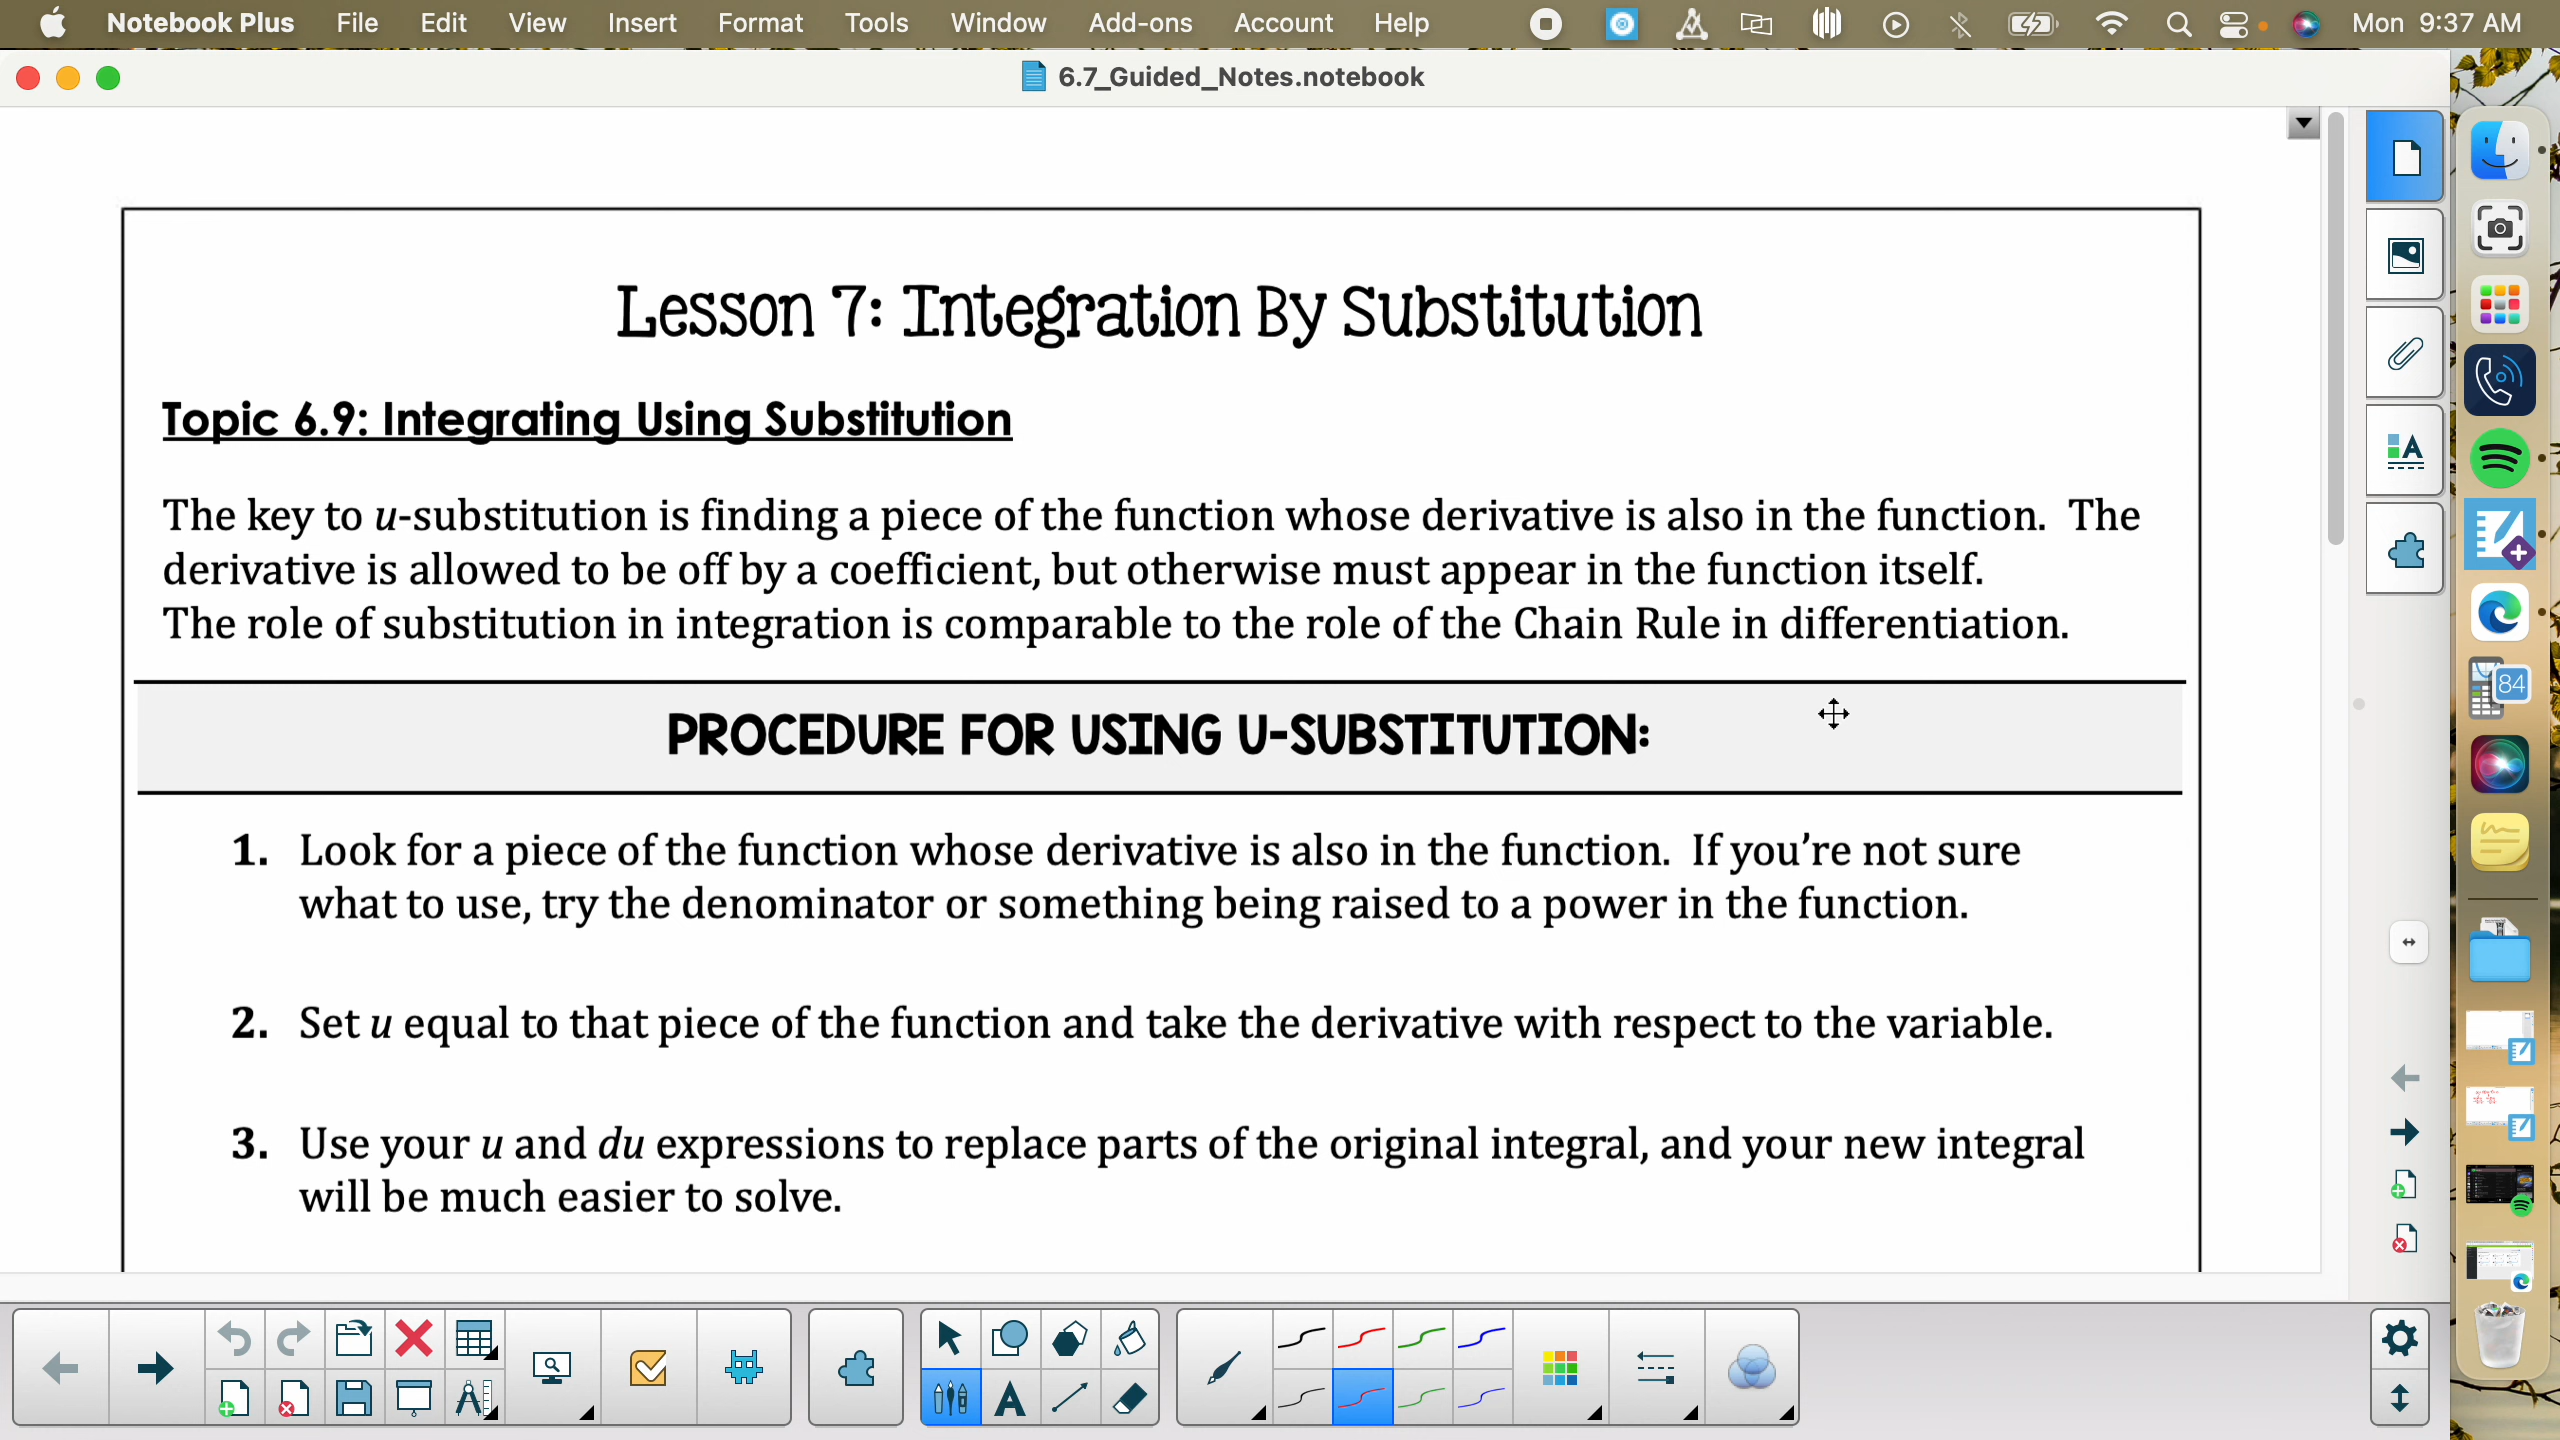 Notebook Plus File Edit View Insert Format Tools Window Add-ons Account Help Mon 9:37 AM
6.7_Guided_Notes.notebook
Lesson 7: Integration By Substitution
Topic 6.9: Integrating Using Substitution
The key to u-substitution is finding a piece of the function whose derivative is also in the function. The
derivative is allowed to be off by a coefficient, but otherwise must appear in the function itself.
The role of substitution in integration is comparable to the role of the Chain Rule in differentiation.
PROCEDURE FOR USING U-SUBSTITUTION:
1. Look for a piece of the function whose derivative is also in the function. If you're not sure
what to use, try the denominator or something being raised to a power in the function.
2. Set u equal to that piece of the function and take the derivative with respect to the variable.
3. Use your u and du expressions to replace parts of the original integral, and your new integral
will be much easier to solve.
A
84
A